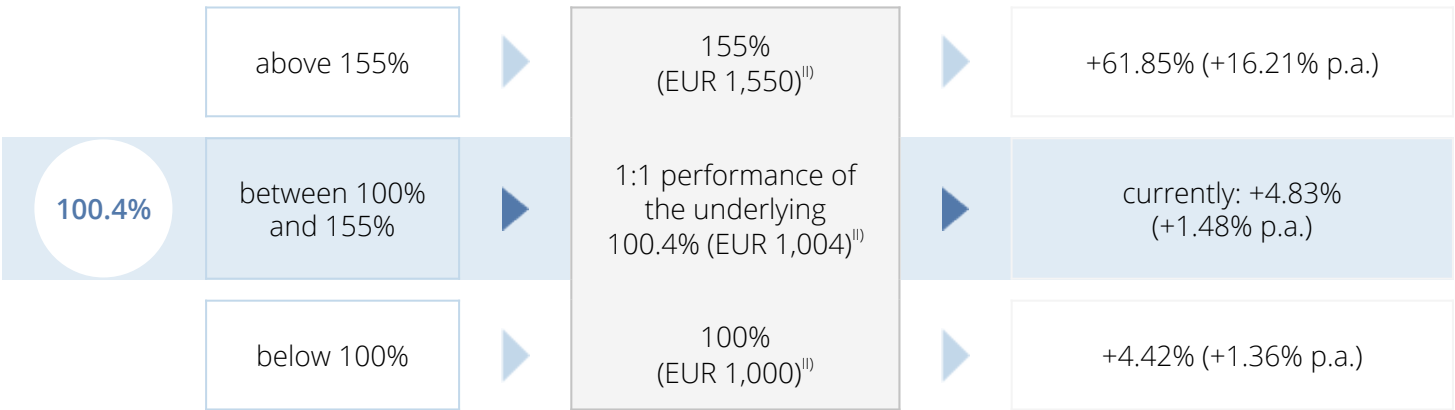 above 155%
155%
(EUR 1,550)II)
+61.85% (+16.21% p.a.)
100.4%
between 100%
and 155%
1:1 performance of
the underlying
100.4% (EUR 1,004)II)
currently: +4.83%
(+1.48% p.a.)
below 100%
100%
(EUR 1,000)II)
+4.42% (+1.36% p.a.)